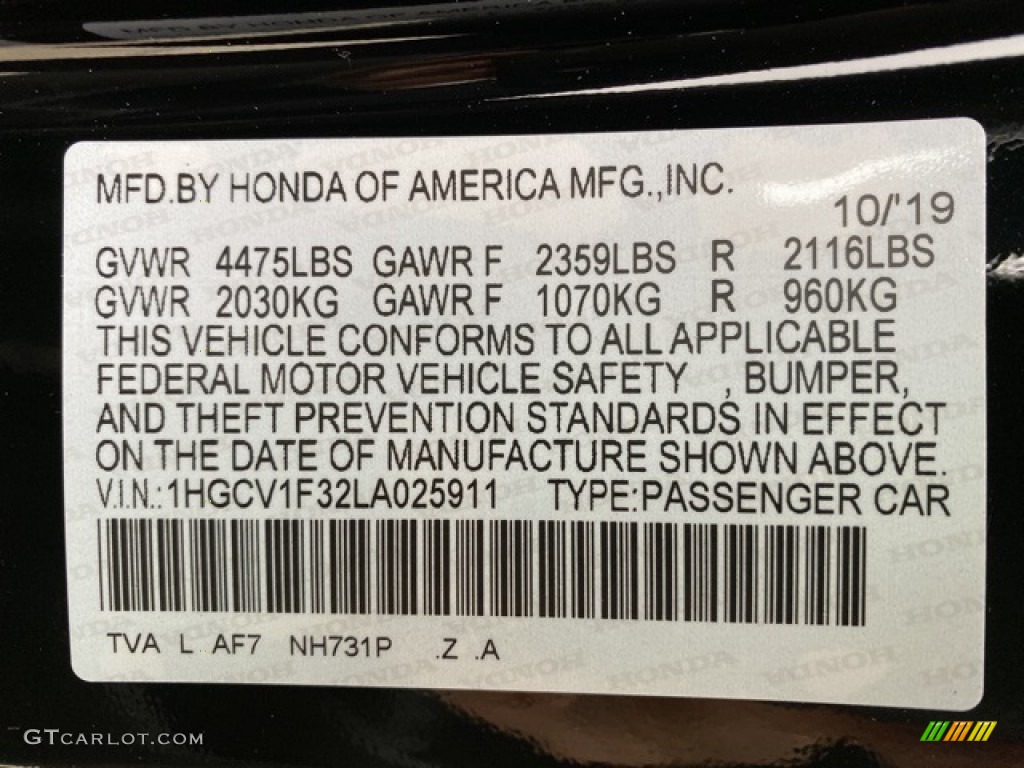 MFD.BY HONDA OF AMERICA MFG.,INC.
10/'19
GVWR 4475LBS GAWR F 2359LBS R 2116LBS
GVWR 2030KG GAWR F 1070KG R 960KG
THIS VEHICLE CONFORMS TO ALL APPLICABLE
FEDERAL MOTOR VEHICLE SAFETY , BUMPER,
AND THEFT PREVENTION STANDARDS IN EFFECT
ON THE DATE OF MANUFACTURE SHOWN ABOVE.
V.I.N.:1HGCV1F32LA025911 TYPE:PASSENGER CAR
TVA L AF7 NH731P .Z .A
GTCARLOT.COM